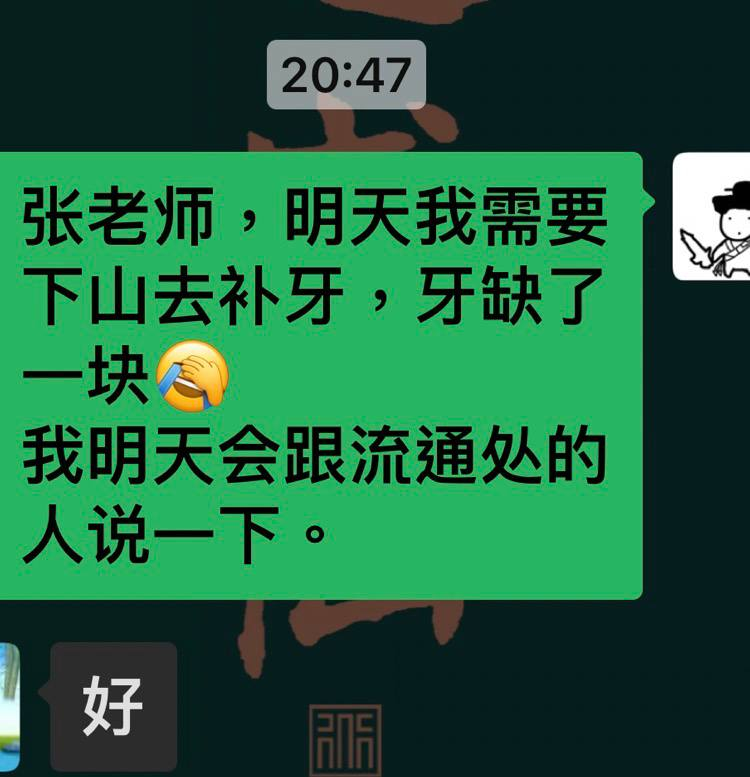 20:47
张老师，明天我需要
下山去补牙，牙缺了
一块🤣
我明天会跟流通处的
人说一下。
好